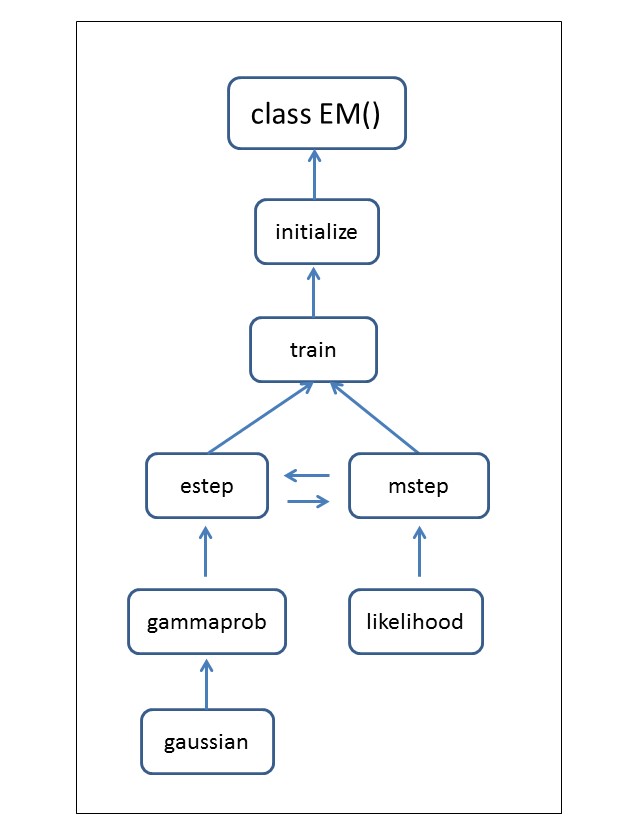 class EM()
initialize
train
estep
mstep
gammaprob
likelihood
gaussian